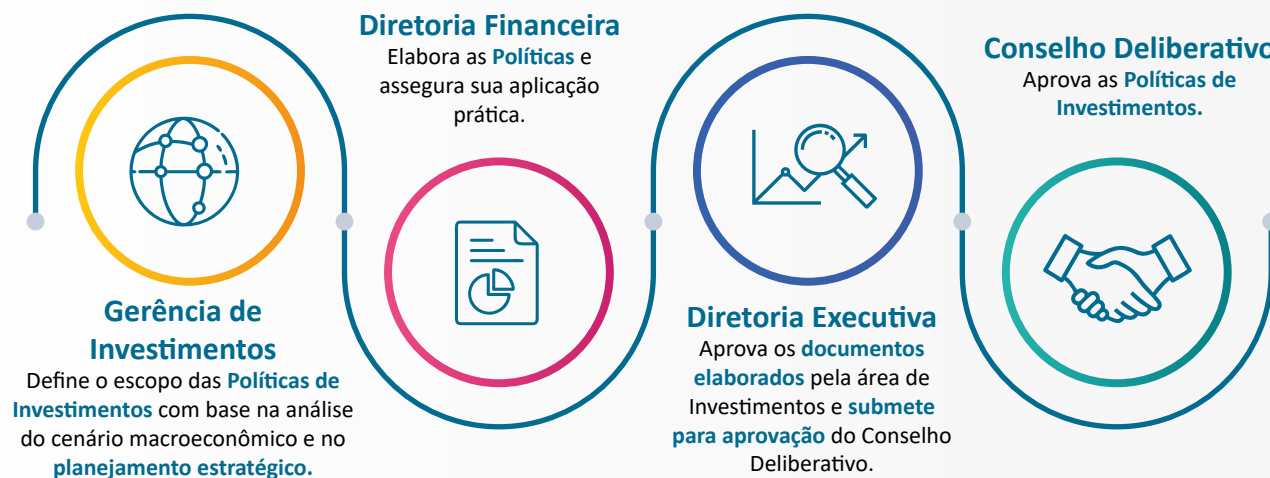 Gerência de
Investimentos
Define o escopo das Políticas de
Investimentos com base na análise
do cenário macroeconômico e no
planejamento estratégico.
Diretoria Financeira
Elabora as Políticas e
assegura sua aplicação
prática.
Diretoria Executiva
Aprova os documentos
elaborados pela área de
Investimentos e submete
para aprovação do Conselho
Deliberativo.
Conselho Deliberativo
Aprova as Políticas de
Investimentos.